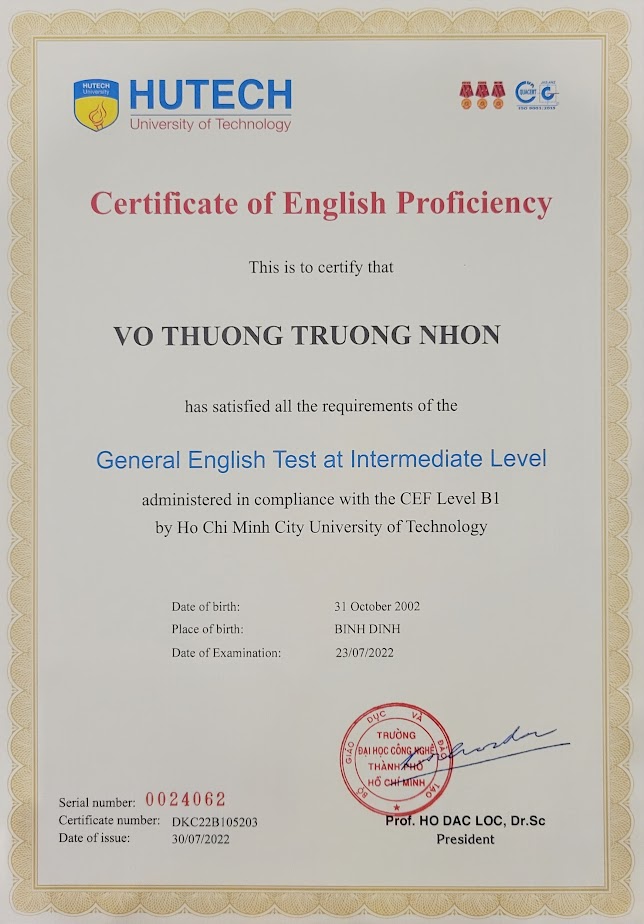 HUTECH
University
HUTECH
University of Technology
QUACERT
ISO 9001:2015
Certificate of English Proficiency
This is to certify that
VO THUONG TRUONG NHON
has satisfied all the requirements of the
General English Test at Intermediate Level
administered in compliance with the CEF Level B1
by Ho Chi Minh City University of Technology
Date of birth: 31 October 2002
Place of birth: BINH DINH
Date of Examination: 23/07/2022
BỘ GIÁO DỤC VÀ ĐÀO TẠO
TRƯỜNG
ĐẠI HỌC CÔNG NGHỆ
THÀNH PHỐ
HỒ CHÍ MINH
Serial number: 0024062
Certificate number: DKC22B105203
Date of issue: 30/07/2022
Prof. HO DAC LOC, Dr.Sc
President